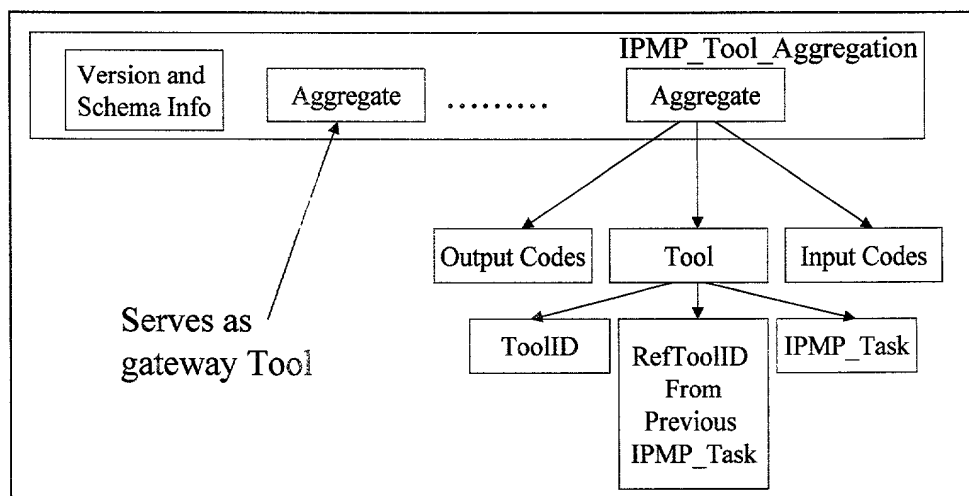 IPMP_Tool_Aggregation
Version and
Schema Info
Aggregate
.........
Aggregate
Output Codes
Tool
Input Codes
Serves as
gateway Tool
ToolID
RefToolID
From
Previous
IPMP_Task
IPMP_Task